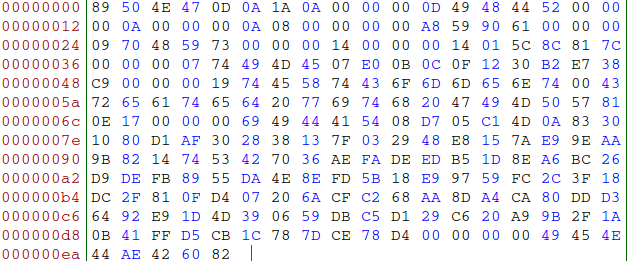 00000000 89 50 4E 47 0D 0A 1A 0A 00 00 00 0D 49 48 44 52 00 00
00000012 00 0A 00 00 00 0A 08 00 00 00 00 A8 59 90 61 00 00 00
00000024 09 70 48 59 73 00 00 00 14 00 00 00 14 01 5C 8C 81 7C
00000036 00 00 00 07 74 49 4D 45 07 E0 0B 0C 0F 12 30 B2 E7 38
00000048 C9 00 00 00 19 74 45 58 74 43 6F 6D 6D 65 6E 74 00 43
0000005a 72 65 61 74 65 64 20 77 69 74 68 20 47 49 4D 50 57 81
0000006c 0E 17 00 00 00 69 49 44 41 54 08 D7 05 C1 4D 0A 83 30
0000007e 10 80 D1 AF 30 28 38 13 7F 03 29 48 E8 15 7A E9 9E AA
00000090 9B 82 14 74 53 42 70 36 AE FA DE ED B5 1D 8E A6 BC 26
000000a2 D9 DE FB 89 55 DA 4E 8E FD 5B 18 E9 97 59 FC 2C 3F 18
000000b4 DC 2F 81 0F D4 07 20 6A CF C2 68 AA 8D A4 CA 80 DD D3
000000c6 64 92 E9 1D 4D 39 06 59 DB C5 D1 29 C6 20 A9 9B 2F 1A
000000d8 0B 41 FF D5 CB 1C 78 7D CE 78 D4 00 00 00 00 49 45 4E
000000ea 44 AE 42 60 82